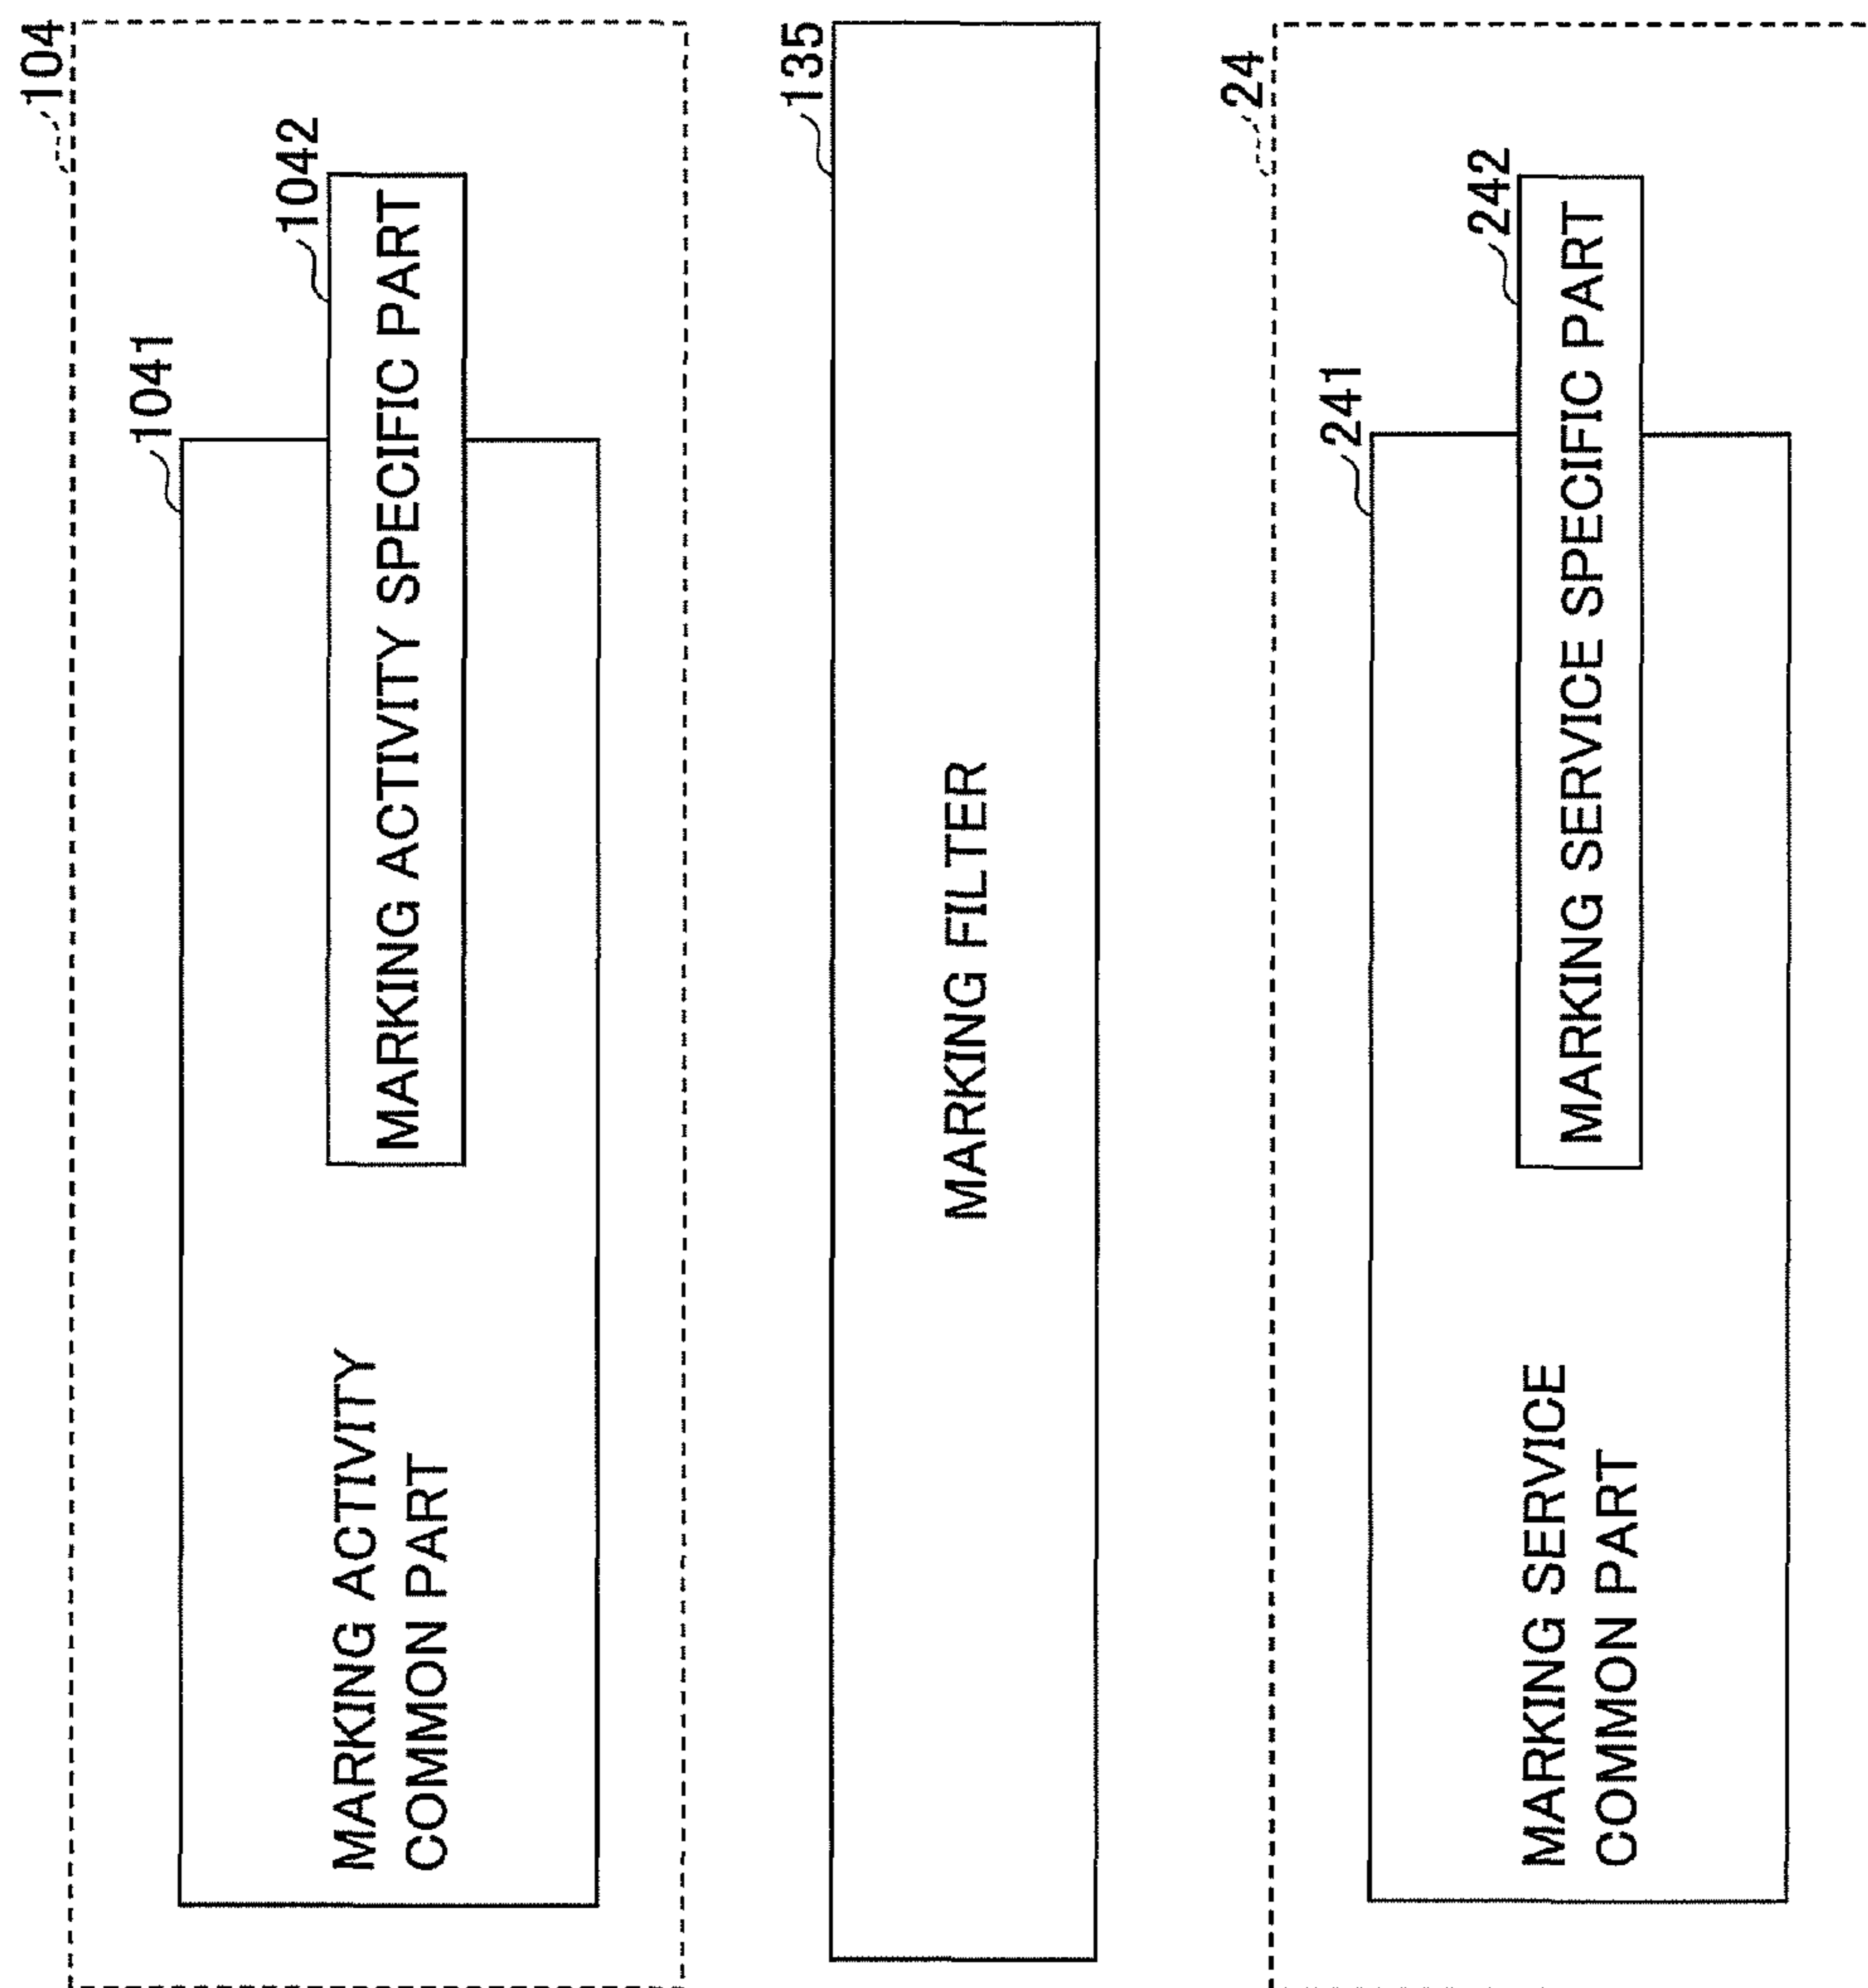 104
1041
1042
MARKING ACTIVITY
COMMON PART
MARKING ACTIVITY SPECIFIC PART
135
MARKING FILTER
24
241
242
MARKING SERVICE
COMMON PART
MARKING SERVICE SPECIFIC PART